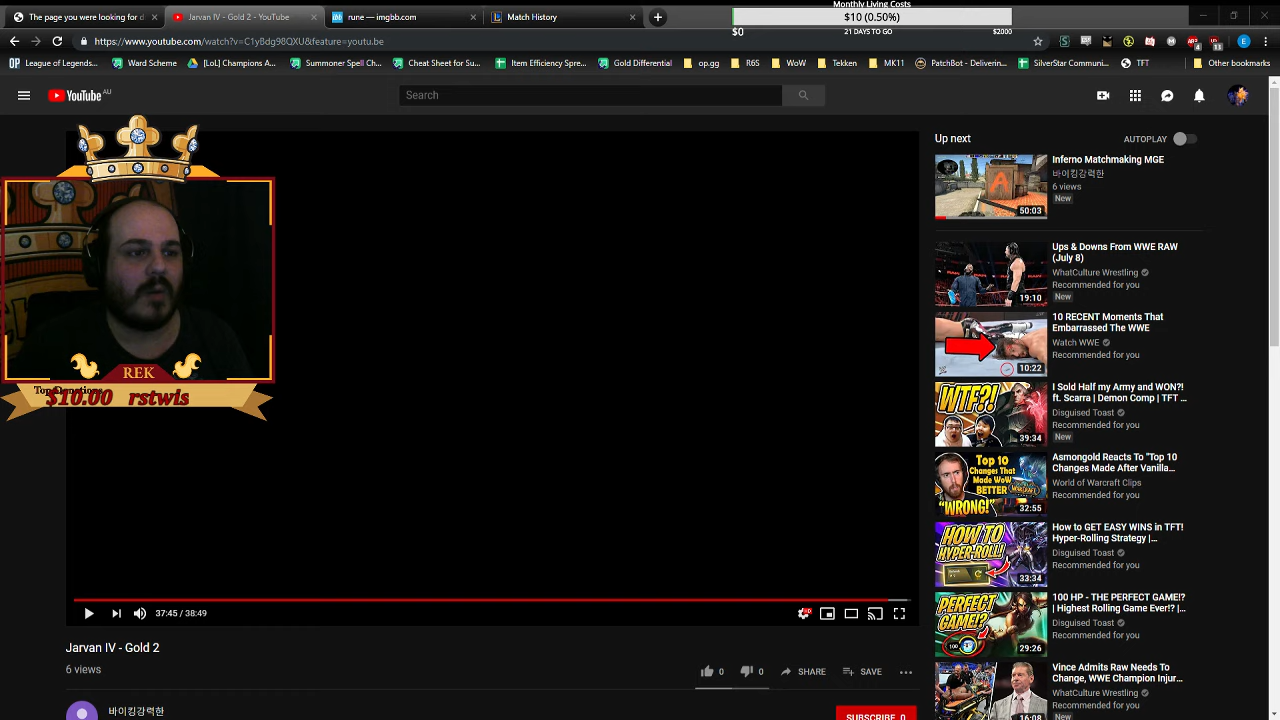 Monthly Living Costs
The page you were looking for d
Jarvan IV - Gold 2 - YouTube
rune — imgbb.com
Match History
$10 (0.50%)
$0
21 DAYS TO GO
$2000
https://www.youtube.com/watch?v=C1yBdg98QXU&feature=youtu.be
League of Legends...
Ward Scheme
[LoL] Champions A...
Summoner Spell Ch...
Cheat Sheet for Su...
Item Efficiency Spre...
Gold Differential
op.gg
R6S
WoW
Tekken
MK11
PatchBot - Deliverin...
SilverStar Communi...
TFT
Other bookmarks
YouTube AU
Search
Up next
AUTOPLAY
Inferno Matchmaking MGE
바이킹강력한
6 views
New
A
50:03
Ups & Downs From WWE RAW
(July 8)
WhatCulture Wrestling
Recommended for you
New
19:10
10 RECENT Moments That
Embarrassed The WWE
Watch WWE
Recommended for you
10:22
REK
Top Donation:
$10.00 rstwis
WTF?!
I Sold Half my Army and WON?!
ft. Scarra | Demon Comp | TFT ...
Disguised Toast
Recommended for you
New
39:34
Top 10
Changes That
Made WoW
BETTER
"WRONG!"
32:55
Asmongold Reacts To "Top 10
Changes Made After Vanilla...
World of Warcraft Clips
Recommended for you
HOW TO
HYPER-ROLL!
33:34
How to GET EASY WINS in TFT!
Hyper-Rolling Strategy |...
Disguised Toast
Recommended for you
PERFECT
GAME!?
100
29:26
100 HP - THE PERFECT GAME!?
| Highest Rolling Game Ever!? |...
Disguised Toast
Recommended for you
37:45 / 38:49
HD
Jarvan IV - Gold 2
6 views
0
0
SHARE
SAVE
바이킹강력한
SUBSCRIBE 0
Vince Admits Raw Needs To
Change, WWE Champion Injur...
WhatCulture Wrestling
Recommended for you
New
16:08